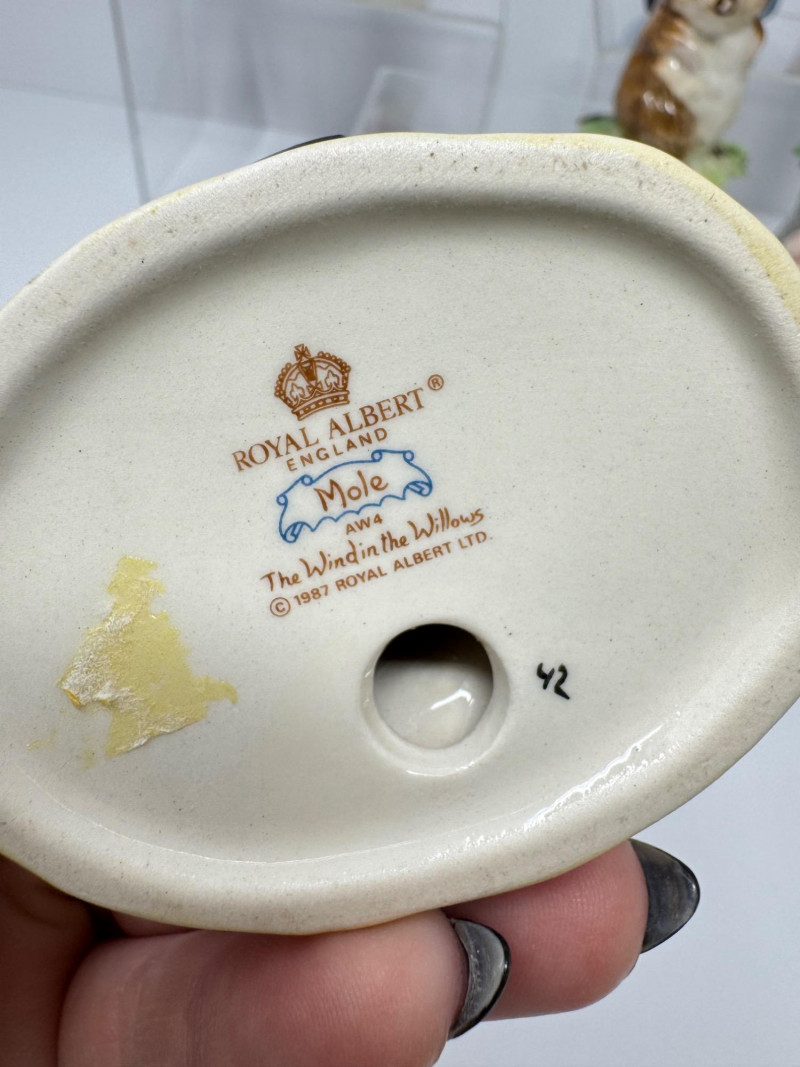 ROYAL ALBERT ®
ENGLAND
Mole
AW4
The Wind in the Willows
© 1987 ROYAL ALBERT LTD.
42